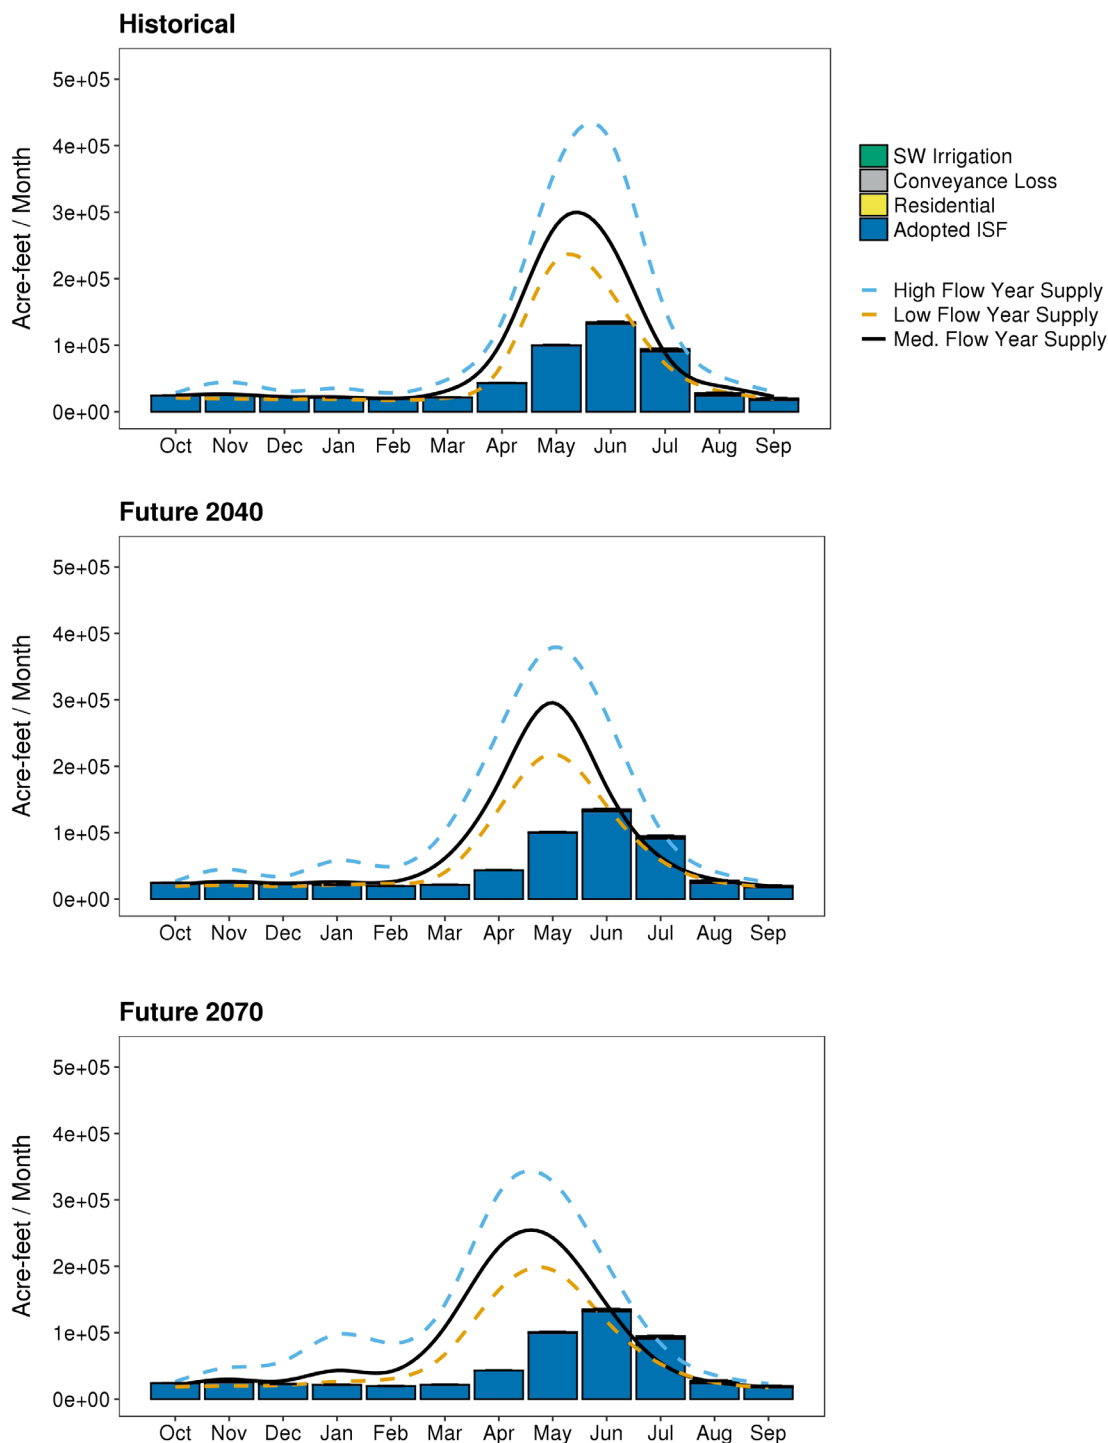 Historical
Acre-feet / Month
5e+05
4e+05
3e+05
2e+05
1e+05
0e+00
Oct Nov Dec Jan Feb Mar Apr May Jun Jul Aug Sep
SW Irrigation
Conveyance Loss
Residential
Adopted ISF
High Flow Year Supply
Low Flow Year Supply
Med. Flow Year Supply
Future 2040
Acre-feet / Month
5e+05
4e+05
3e+05
2e+05
1e+05
0e+00
Oct Nov Dec Jan Feb Mar Apr May Jun Jul Aug Sep
Future 2070
Acre-feet / Month
5e+05
4e+05
3e+05
2e+05
1e+05
0e+00
Oct Nov Dec Jan Feb Mar Apr May Jun Jul Aug Sep